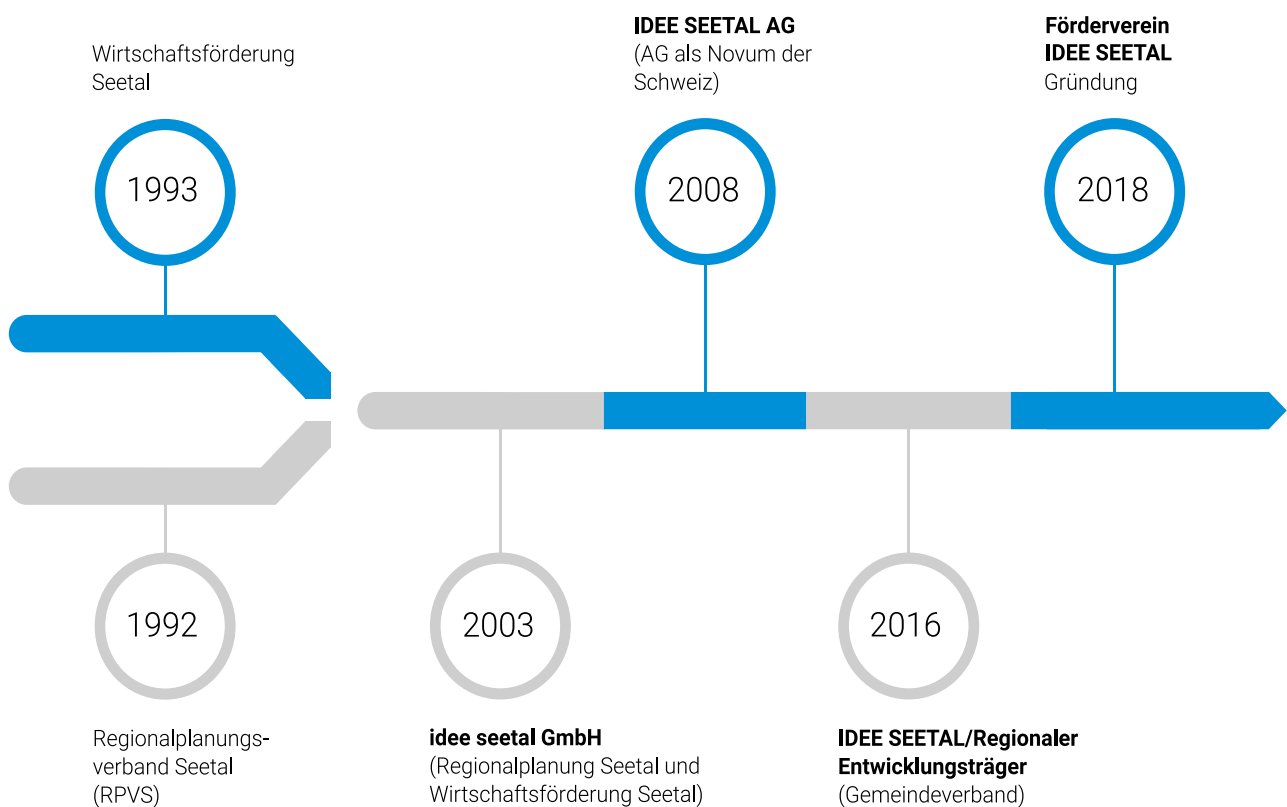 Wirtschaftsförderung
Seetal
1993
IDEE SEETAL AG
(AG als Novum der
Schweiz)
2008
Förderverein
IDEE SEETAL
Gründung
2018
1992
Regionalplanungs-
verband Seetal
(RPVS)
2003
idee seetal GmbH
(Regionalplanung Seetal und
Wirtschaftsförderung Seetal)
2016
IDEE SEETAL/Regionaler
Entwicklungsträger
(Gemeindeverband)